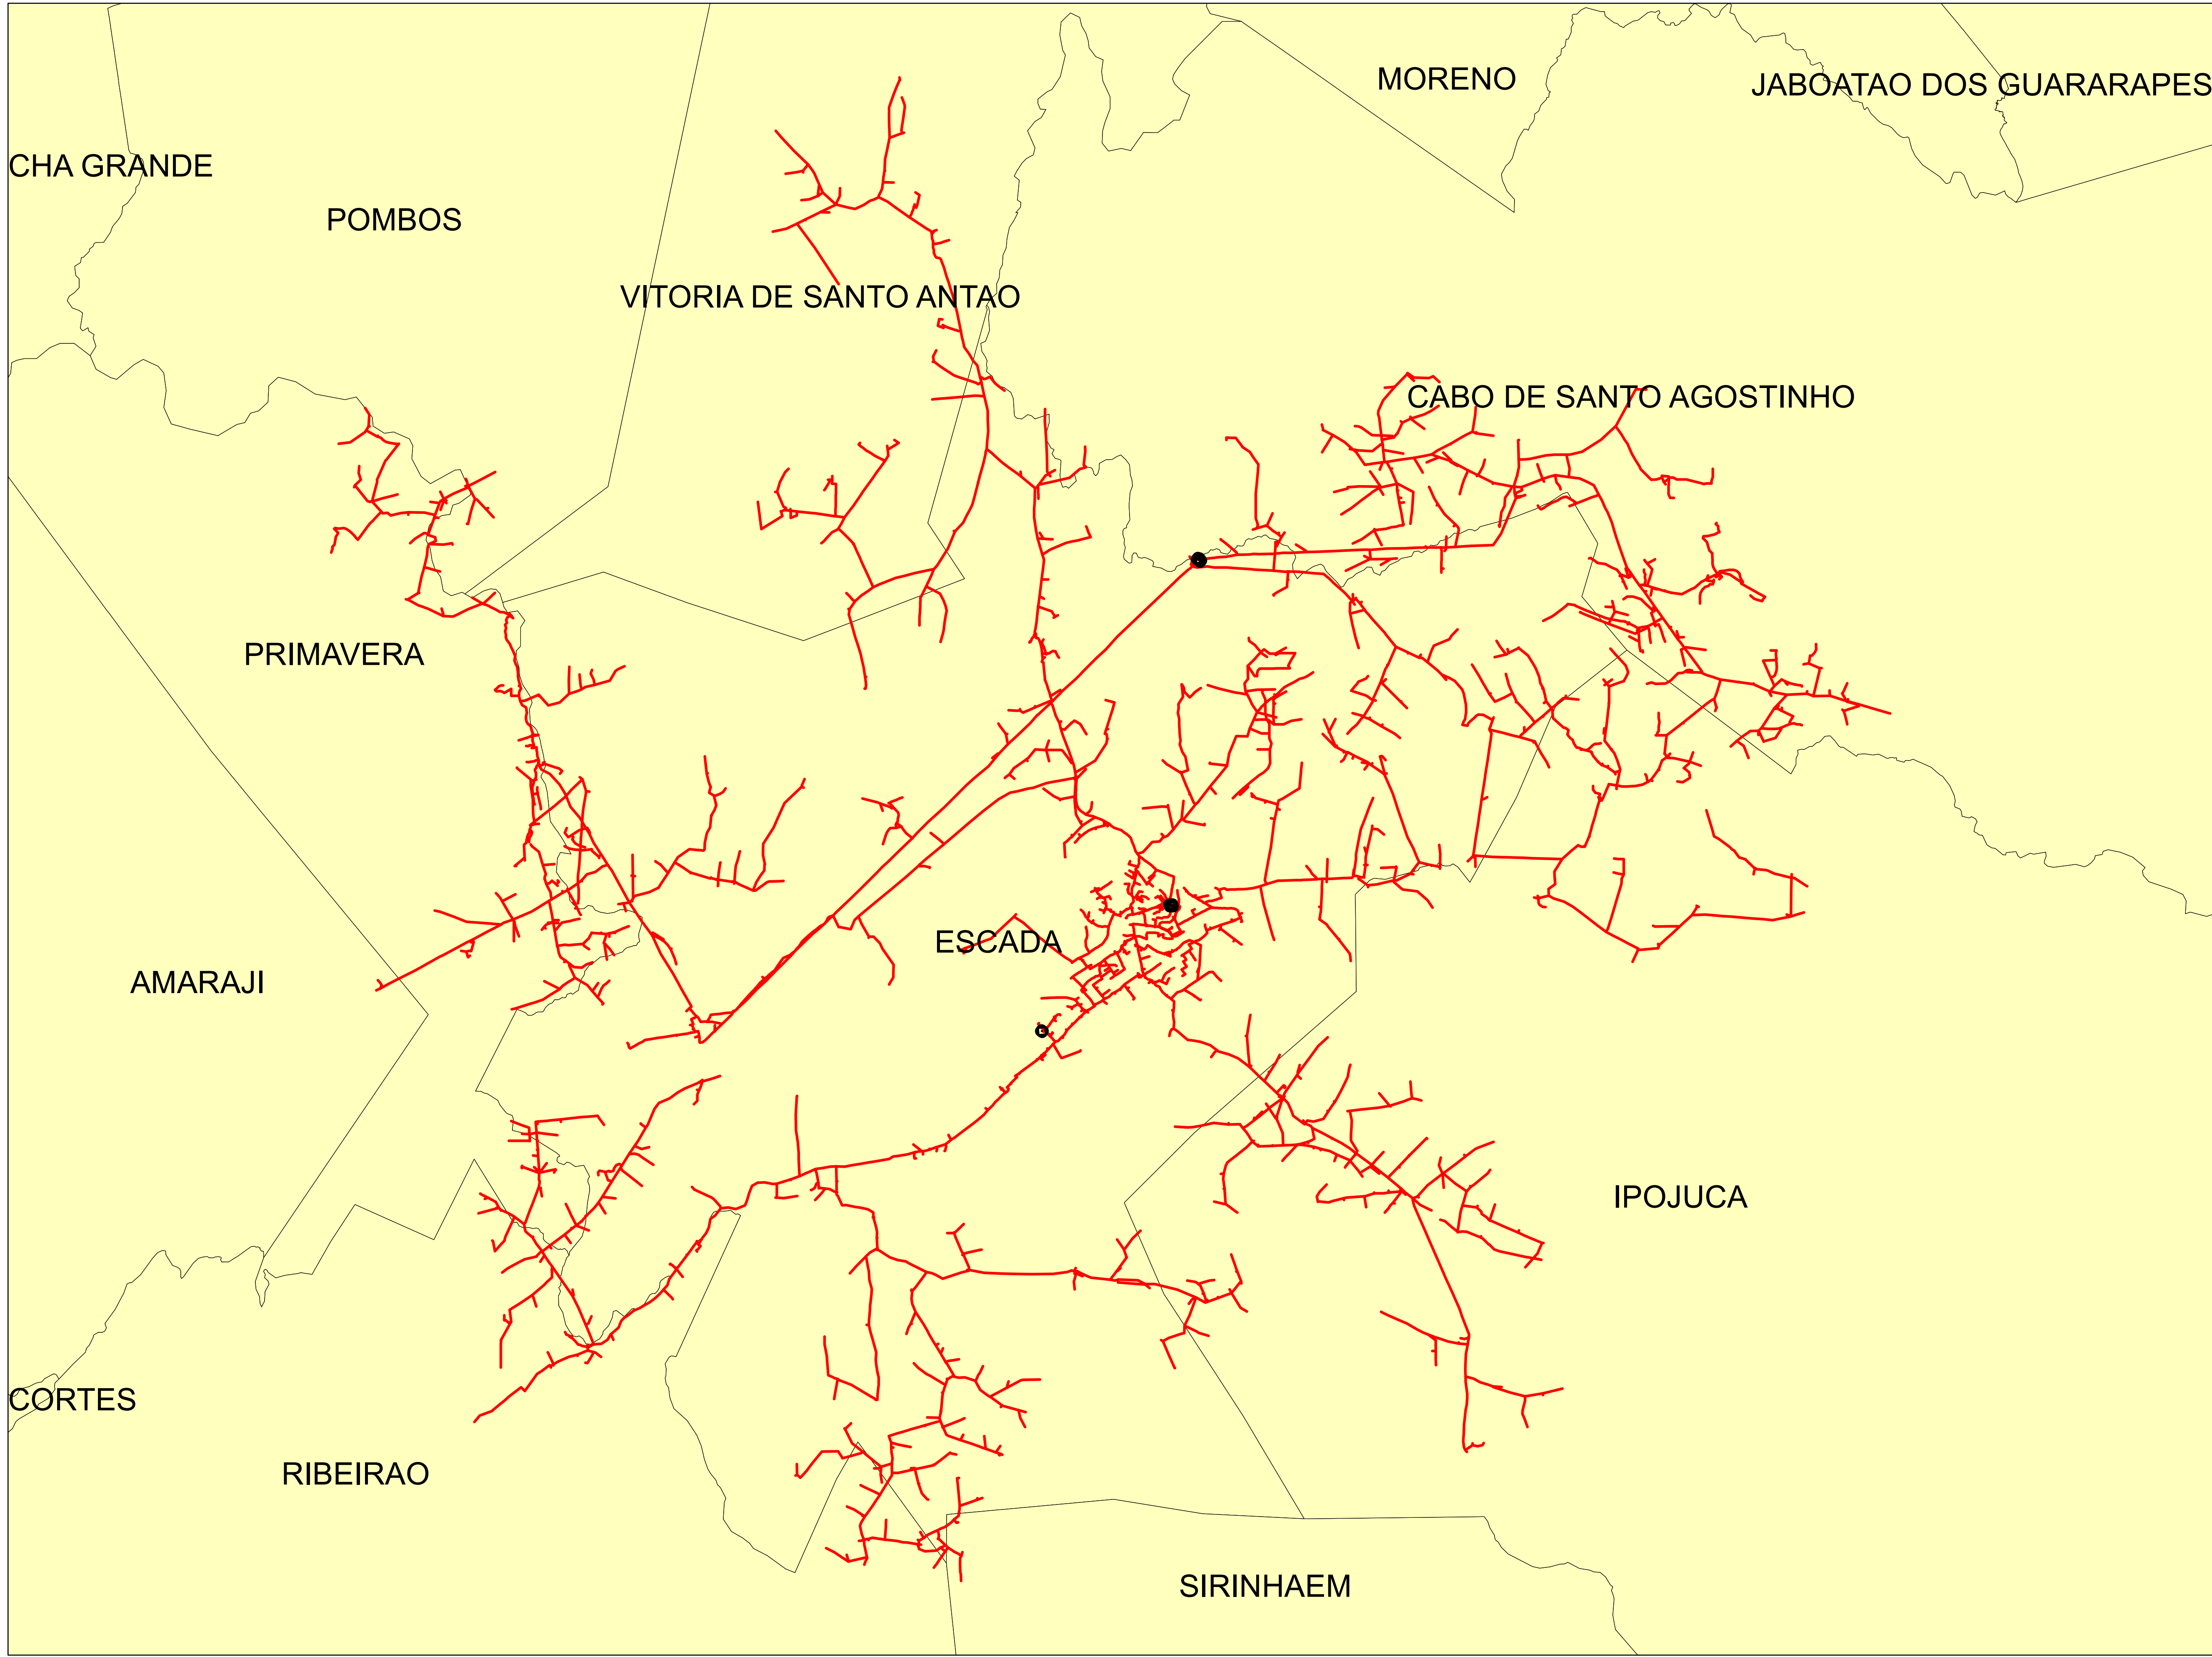 MORENO
JABOATAO DOS GUARARAPES
CHA GRANDE
POMBOS
VITORIA DE SANTO ANTAO
CABO DE SANTO AGOSTINHO
PRIMAVERA
ESCADA
AMARAJI
IPOJUCA
CORTES
RIBEIRAO
SIRINHAEM